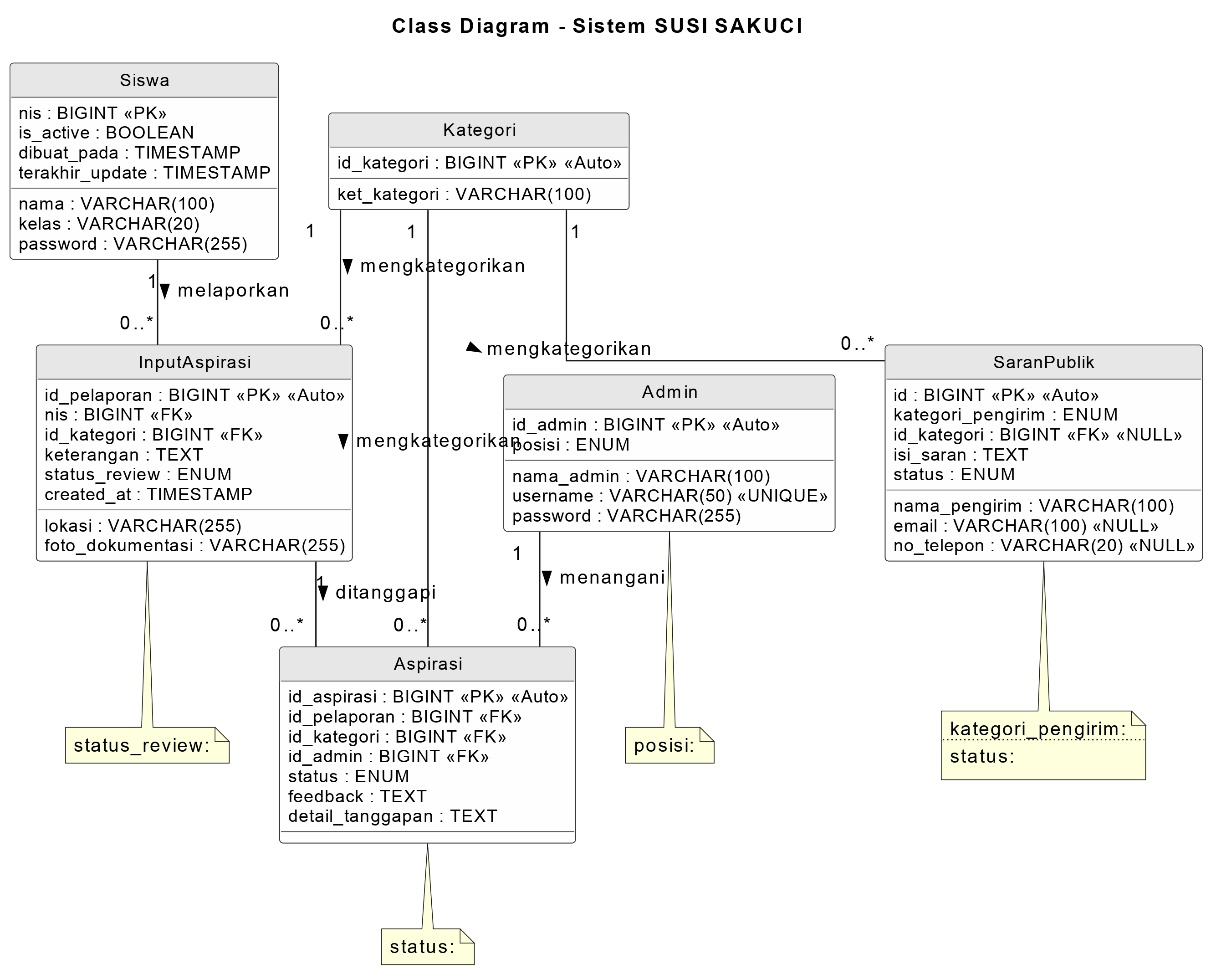 Class Diagram - Sistem SUSI SAKUCI
Siswa
nis : BIGINT «PK»
is_active : BOOLEAN
dibuat_pada : TIMESTAMP
terakhir_update : TIMESTAMP
nama : VARCHAR(100)
kelas : VARCHAR(20)
password : VARCHAR(255)
Kategori
id_kategori : BIGINT «PK» «Auto»
ket_kategori : VARCHAR(100)
1
1
1
mengkategorikan
1
melaporkan
0..*
0..*
mengkategorikan
0..*
InputAspirasi
id_pelaporan : BIGINT «PK» «Auto»
nis : BIGINT «FK»
id_kategori : BIGINT «FK»
keterangan : TEXT
status_review : ENUM
created_at : TIMESTAMP
lokasi : VARCHAR(255)
foto_dokumentasi : VARCHAR(255)
mengkategorikan
Admin
id_admin : BIGINT «PK» «Auto»
posisi : ENUM
nama_admin : VARCHAR(100)
username : VARCHAR(50) «UNIQUE»
password : VARCHAR(255)
SaranPublik
id : BIGINT «PK» «Auto»
kategori_pengirim : ENUM
id_kategori : BIGINT «FK» «NULL»
isi_saran : TEXT
status : ENUM
nama_pengirim : VARCHAR(100)
email : VARCHAR(100) «NULL»
no_telepon : VARCHAR(20) «NULL»
1
ditanggapi
0..*
0..*
1
menangani
0..*
Aspirasi
id_aspirasi : BIGINT «PK» «Auto»
id_pelaporan : BIGINT «FK»
id_kategori : BIGINT «FK»
id_admin : BIGINT «FK»
status : ENUM
feedback : TEXT
detail_tanggapan : TEXT
status_review:
posisi:
kategori_pengirim:
status:
status: